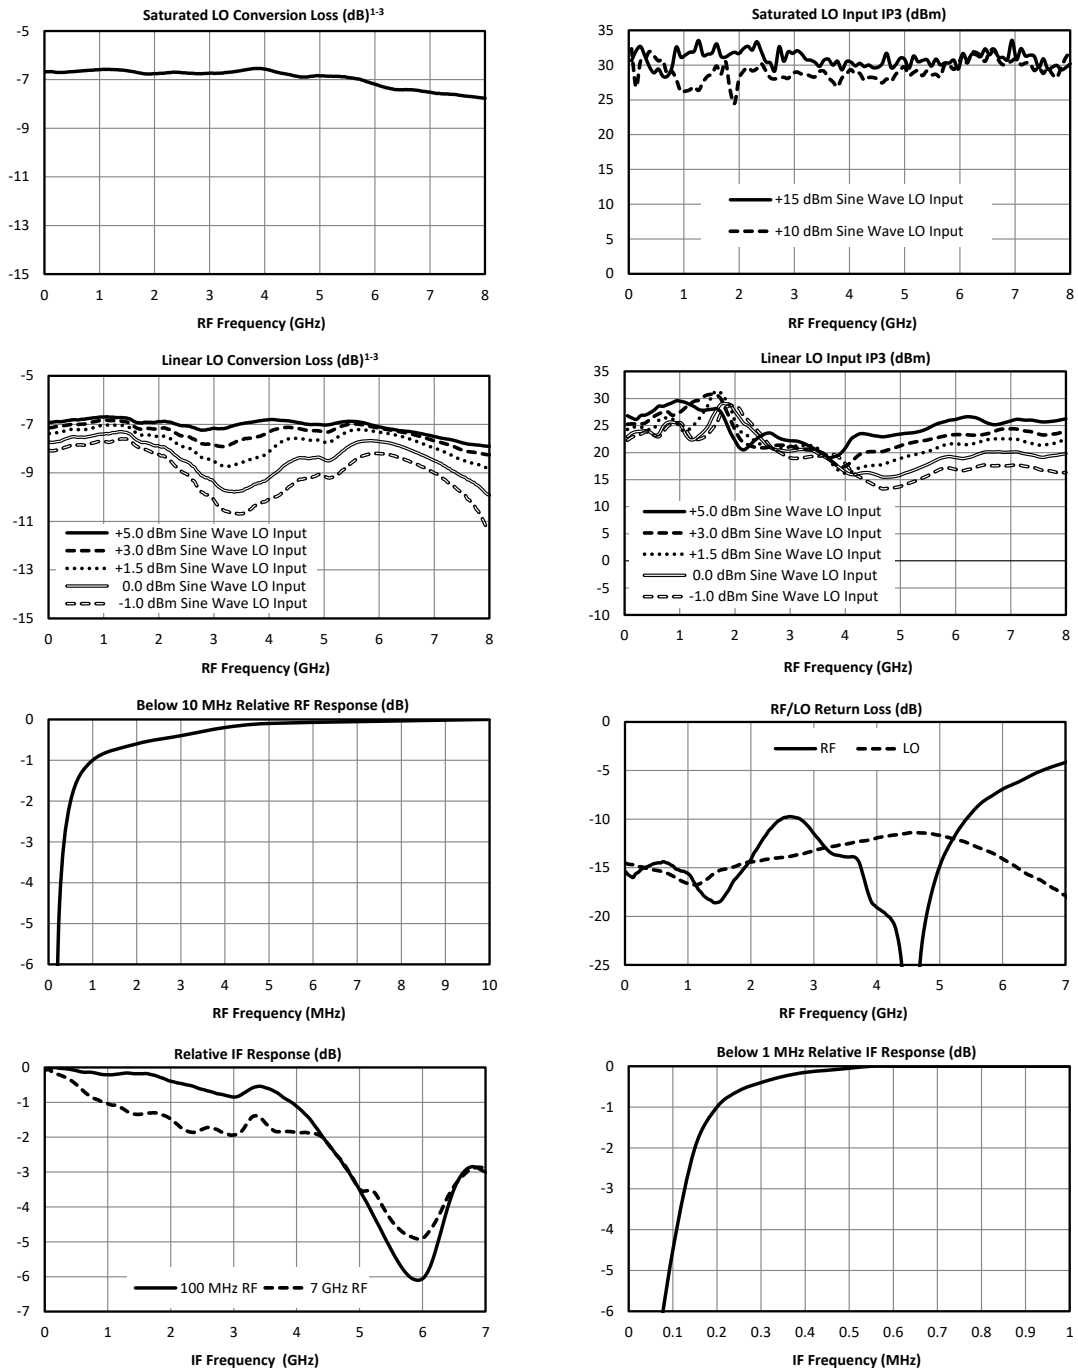 Saturated LO Conversion Loss (dB)1-3
-5
-7
-9
-11
-13
-15
0 1 2 3 4 5 6 7 8
RF Frequency (GHz)
Saturated LO Input IP3 (dBm)
35
30
25
20
15
10
5
0
+15 dBm Sine Wave LO Input
+10 dBm Sine Wave LO Input
0 1 2 3 4 5 6 7 8
RF Frequency (GHz)
Linear LO Conversion Loss (dB)1-3
-5
-7
-9
-11
-13
-15
+5.0 dBm Sine Wave LO Input
+3.0 dBm Sine Wave LO Input
+1.5 dBm Sine Wave LO Input
0.0 dBm Sine Wave LO Input
-1.0 dBm Sine Wave LO Input
0 1 2 3 4 5 6 7 8
RF Frequency (GHz)
Linear LO Input IP3 (dBm)
35
30
25
20
15
10
5
0
-5
-10
+5.0 dBm Sine Wave LO Input
+3.0 dBm Sine Wave LO Input
+1.5 dBm Sine Wave LO Input
0.0 dBm Sine Wave LO Input
-1.0 dBm Sine Wave LO Input
0 1 2 3 4 5 6 7 8
RF Frequency (GHz)
Below 10 MHz Relative RF Response (dB)
0
-1
-2
-3
-4
-5
-6
0 1 2 3 4 5 6 7 8 9 10
RF Frequency (MHz)
RF/LO Return Loss (dB)
0
-5
-10
-15
-20
-25
RF LO
0 1 2 3 4 5 6 7
RF Frequency (GHz)
Relative IF Response (dB)
0
-1
-2
-3
-4
-5
-6
-7
100 MHz RF 7 GHz RF
0 1 2 3 4 5 6 7
IF Frequency (GHz)
Below 1 MHz Relative IF Response (dB)
0
-1
-2
-3
-4
-5
-6
0 0.1 0.2 0.3 0.4 0.5 0.6 0.7 0.8 0.9 1
IF Frequency (MHz)